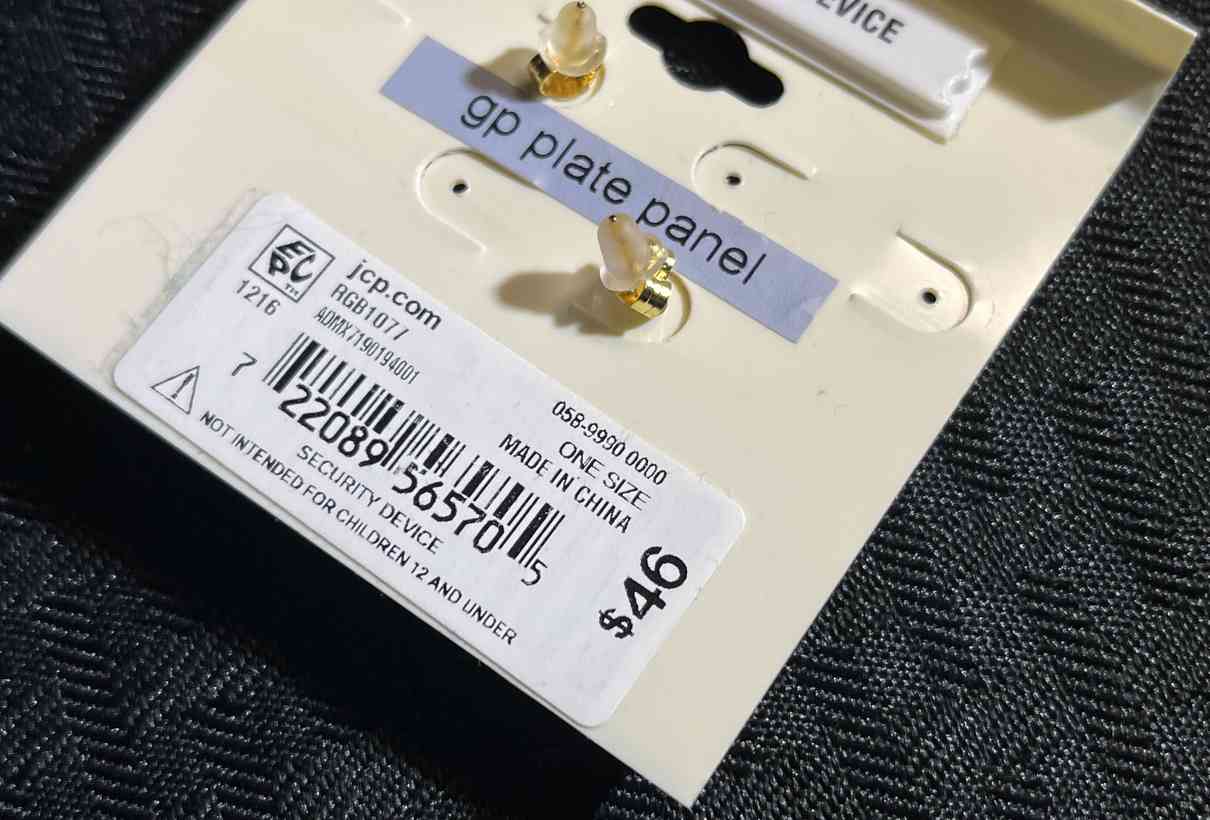 EVICE
gp plate panel
EPC™
1216
jcp.com
RGB1077
ADMX7190194001
058-9990 0000
ONE SIZE
MADE IN CHINA
7 22089 56570 5
SECURITY DEVICE
NOT INTENDED FOR CHILDREN 12 AND UNDER
$46